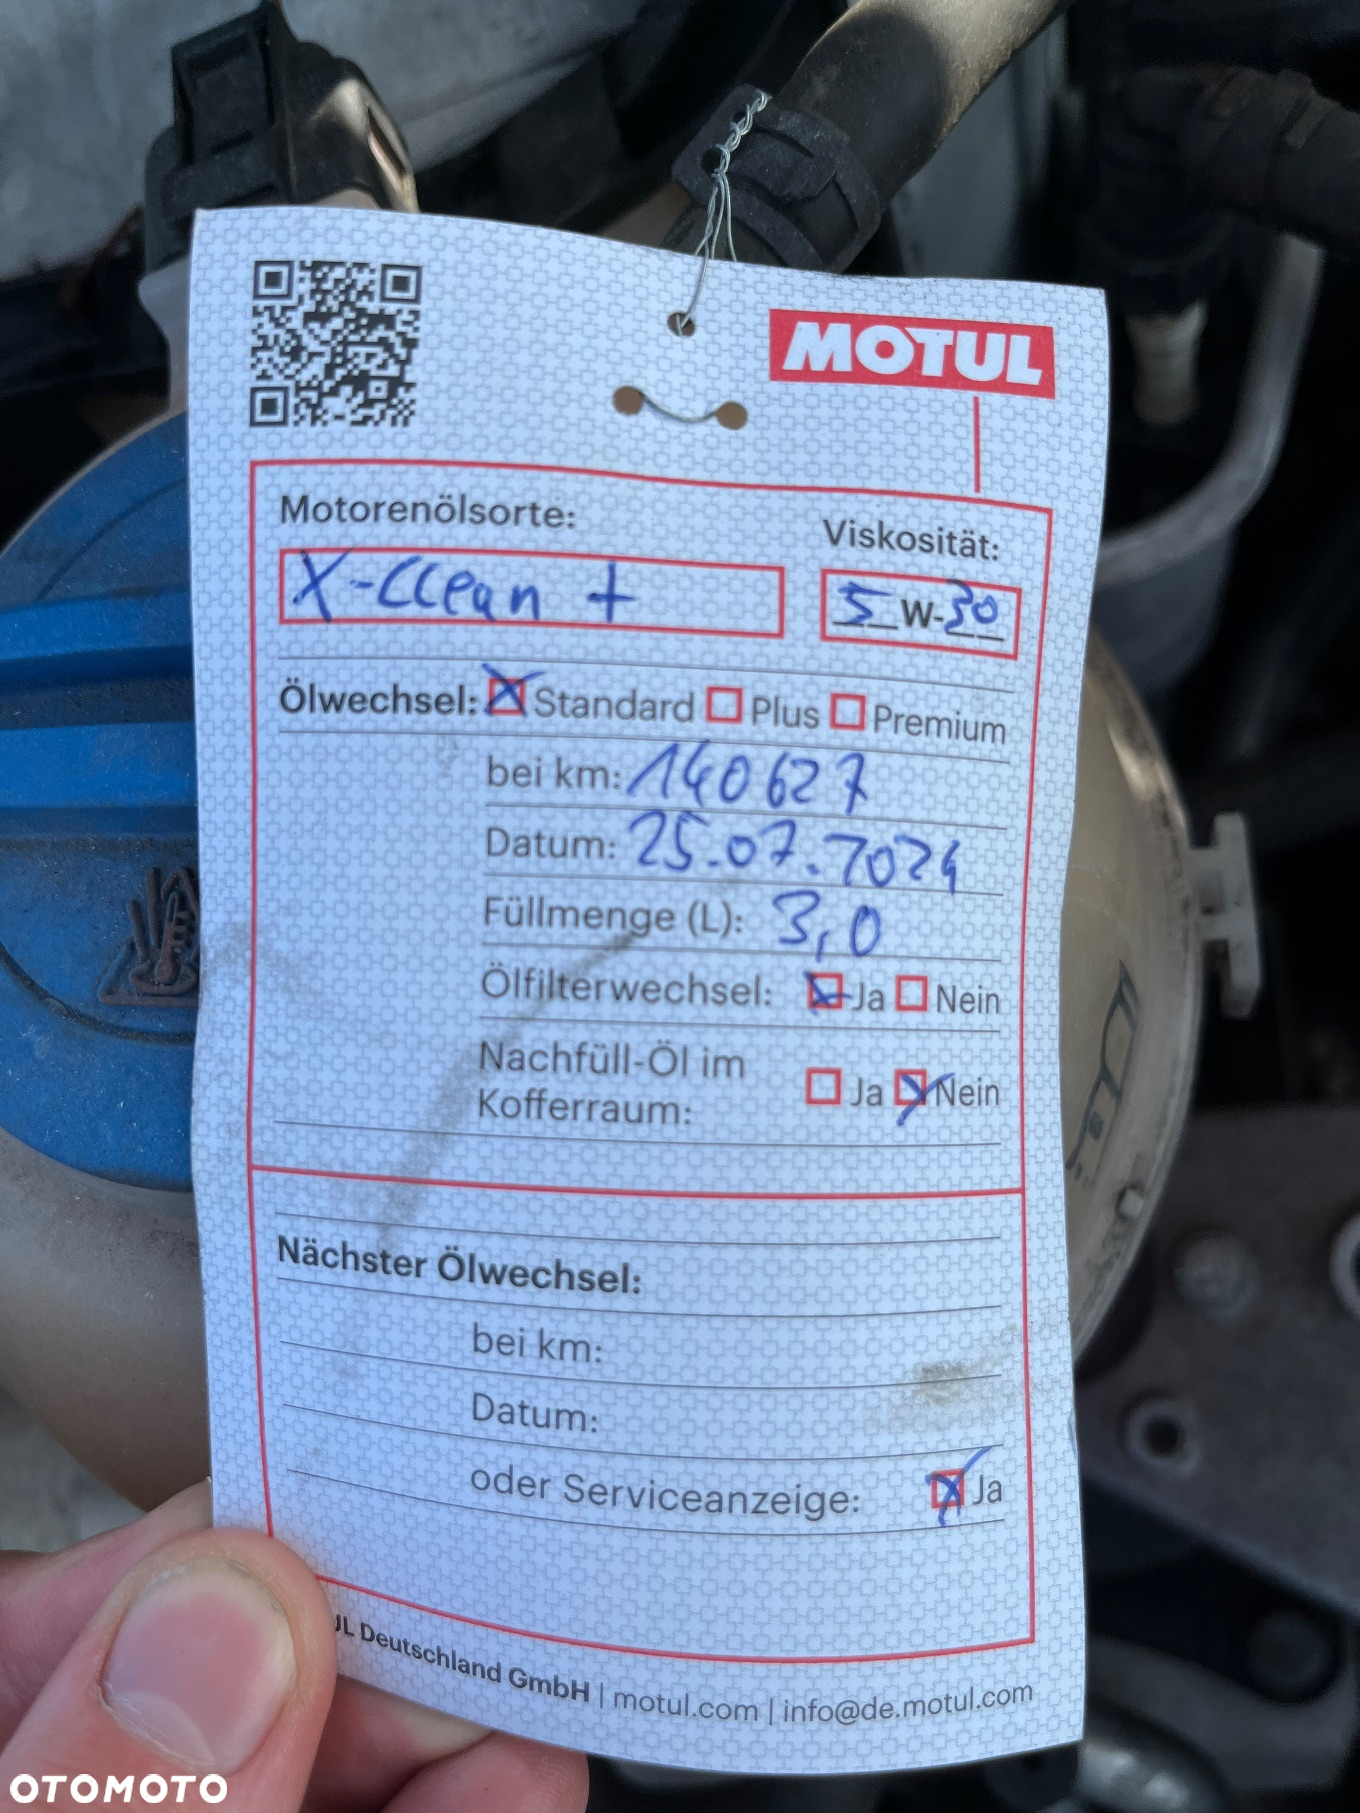 MOTUL
Motorenölsorte:
Viskosität:
X-Clean +
5 W-30
Ölwechsel: Standard Plus Premium
bei km: 140627
Datum: 25.07.2024
Füllmenge (L): 3,0
Ölfilterwechsel: Ja Nein
Nachfüll-Öl im
Kofferraum: Ja Nein
Nächster Ölwechsel:
bei km:
Datum:
oder Serviceanzeige: Ja
Deutschland GmbH | motul.com | info@de.motul.com
OTOMOTO